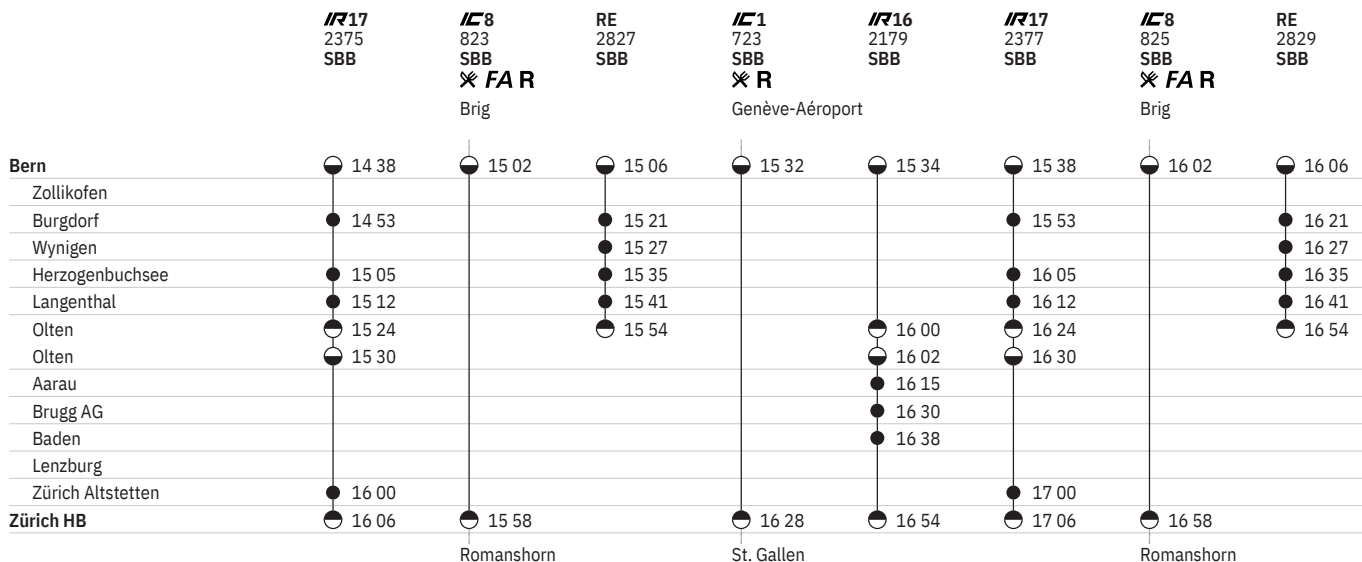 IR17 IC8 RE IC1 IR16 IR17 IC8 RE
2375 823 2827 723 2179 2377 825 2829
SBB SBB SBB SBB SBB SBB SBB SBB
FA R R FA R
Brig Genève-Aéroport Brig
Bern 14 38 15 02 15 06 15 32 15 34 15 38 16 02 16 06
Zollikofen
Burgdorf 14 53 15 21 15 53 16 21
Wynigen 15 27 16 27
Herzogenbuchsee 15 05 15 35 16 05 16 35
Langenthal 15 12 15 41 16 12 16 41
Olten 15 24 15 54 16 00 16 24 16 54
Olten 15 30 16 02 16 30
Aarau 16 15
Brugg AG 16 30
Baden 16 38
Lenzburg
Zürich Altstetten 16 00 17 00
Zürich HB 16 06 15 58 16 28 16 54 17 06 16 58
Romanshorn St. Gallen Romanshorn